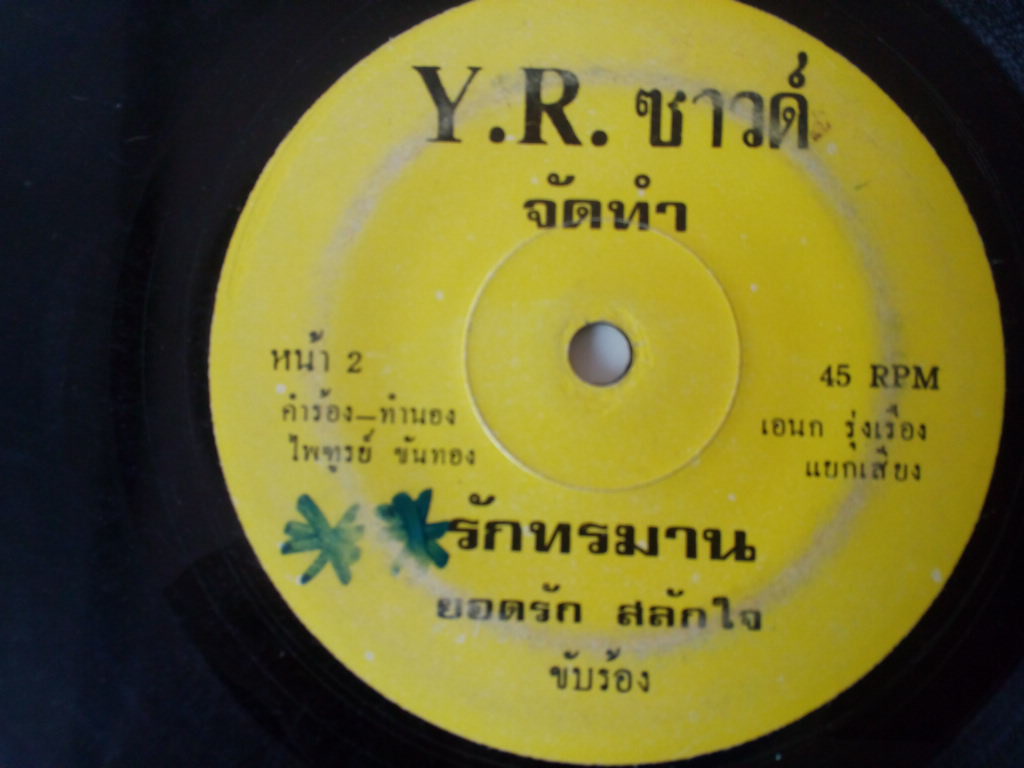 Y.R. ซาวด์
จัดทำ
หน้า 2
คำร้อง–ทำนอง
ไพฑูรย์ ขันทอง
45 RPM
เอนก รุ่งเรือง
แยกเสียง
รักทรมาน
ยอดรัก สลักใจ
ขับร้อง